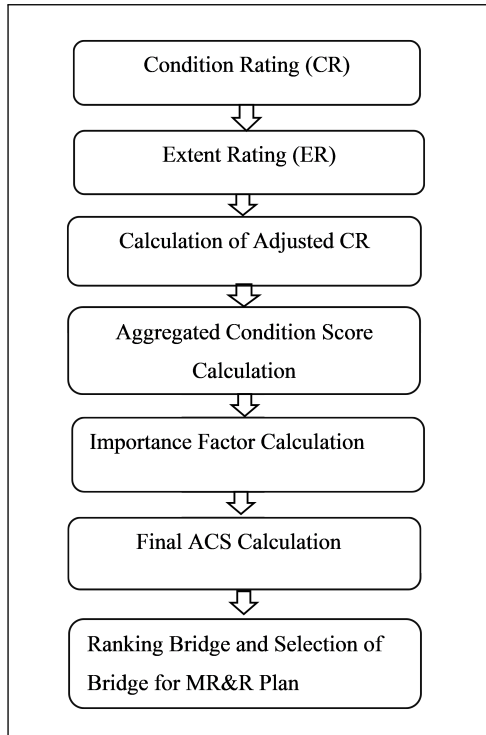 Condition Rating (CR)
Extent Rating (ER)
Calculation of Adjusted CR
Aggregated Condition Score
Calculation
Importance Factor Calculation
Final ACS Calculation
Ranking Bridge and Selection of
Bridge for MR&R Plan